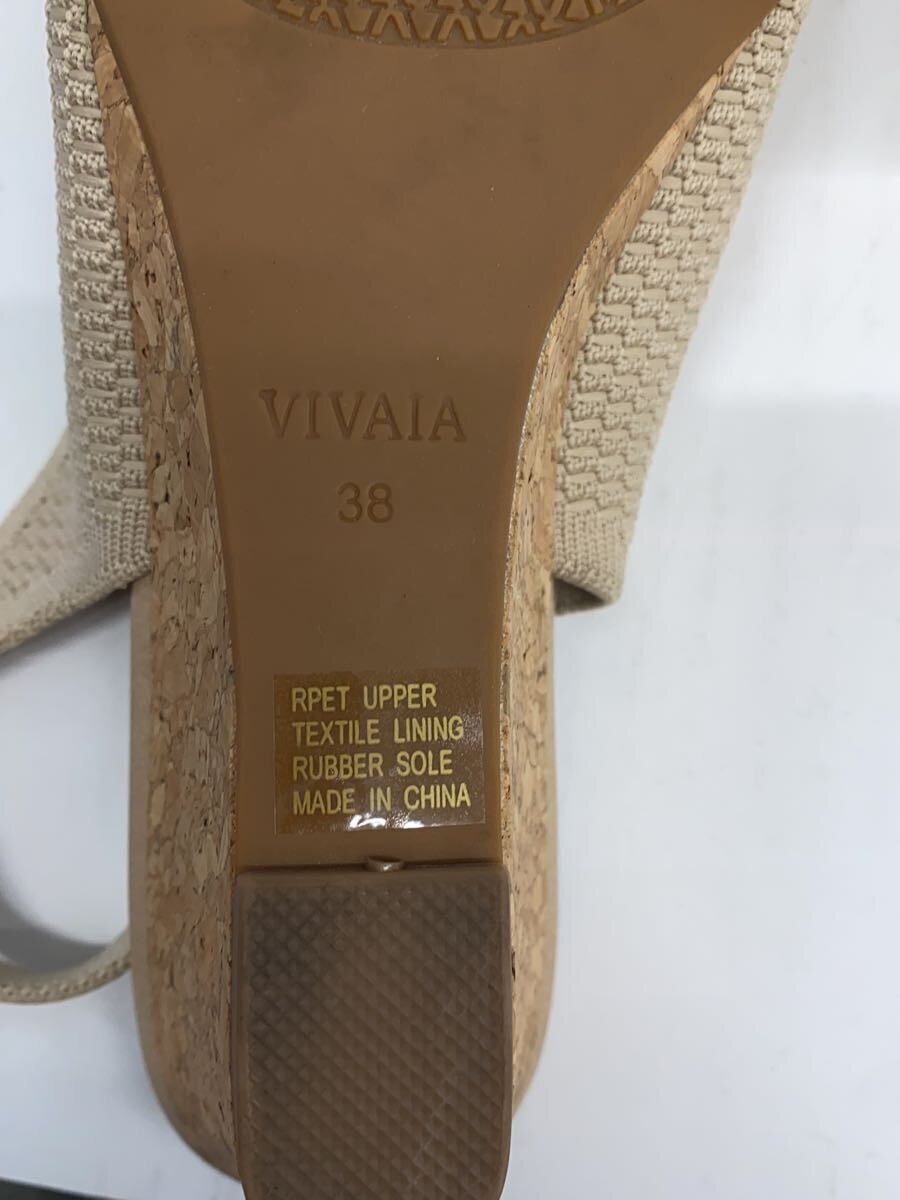 VIVAIA
38
RPET UPPER
TEXTILE LINING
RUBBER SOLE
MADE IN CHINA